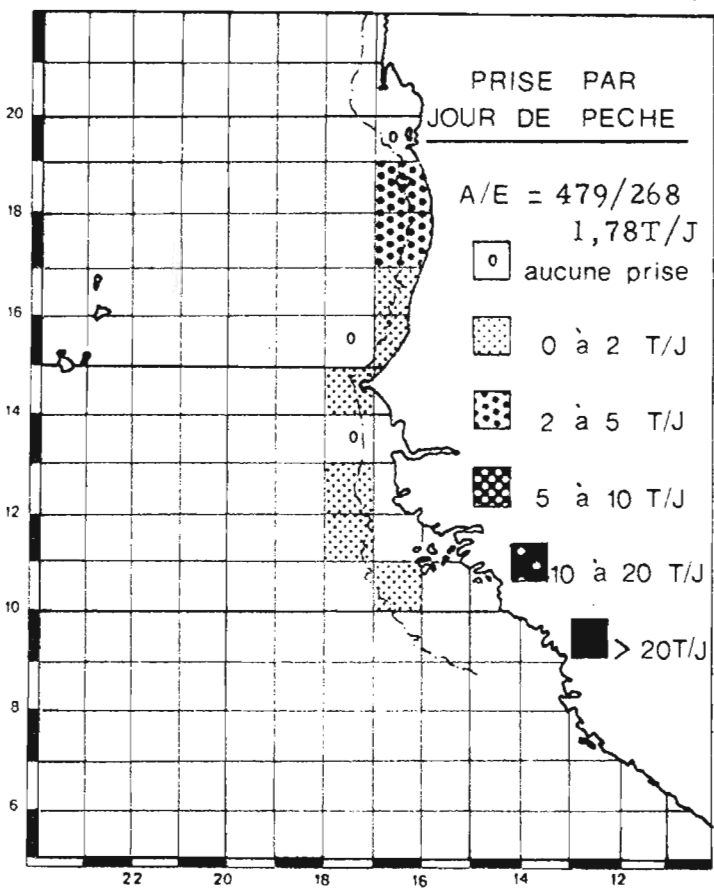 PRISE PAR
JOUR DE PECHE
A/E = 479/268
1,78T/J
0 aucune prise
0 à 2 T/J
2 à 5 T/J
5 à 10 T/J
10 à 20 T/J
> 20T/J
20
18
16
14
12
10
8
6
0
0
0
22
20
18
16
14
12